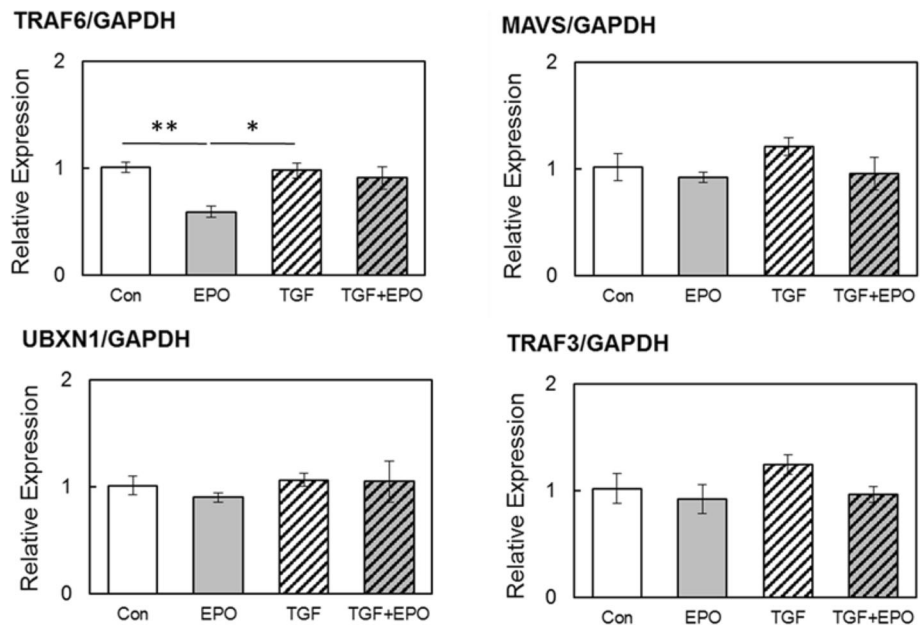 TRAF6/GAPDH
Relative Expression
2
1
0
** *
Con EPO TGF TGF+EPO
MAVS/GAPDH
Relative Expression
2
1
0
Con EPO TGF TGF+EPO
UBXN1/GAPDH
Relative Expression
2
1
0
Con EPO TGF TGF+EPO
TRAF3/GAPDH
Relative Expression
2
1
0
Con EPO TGF TGF+EPO